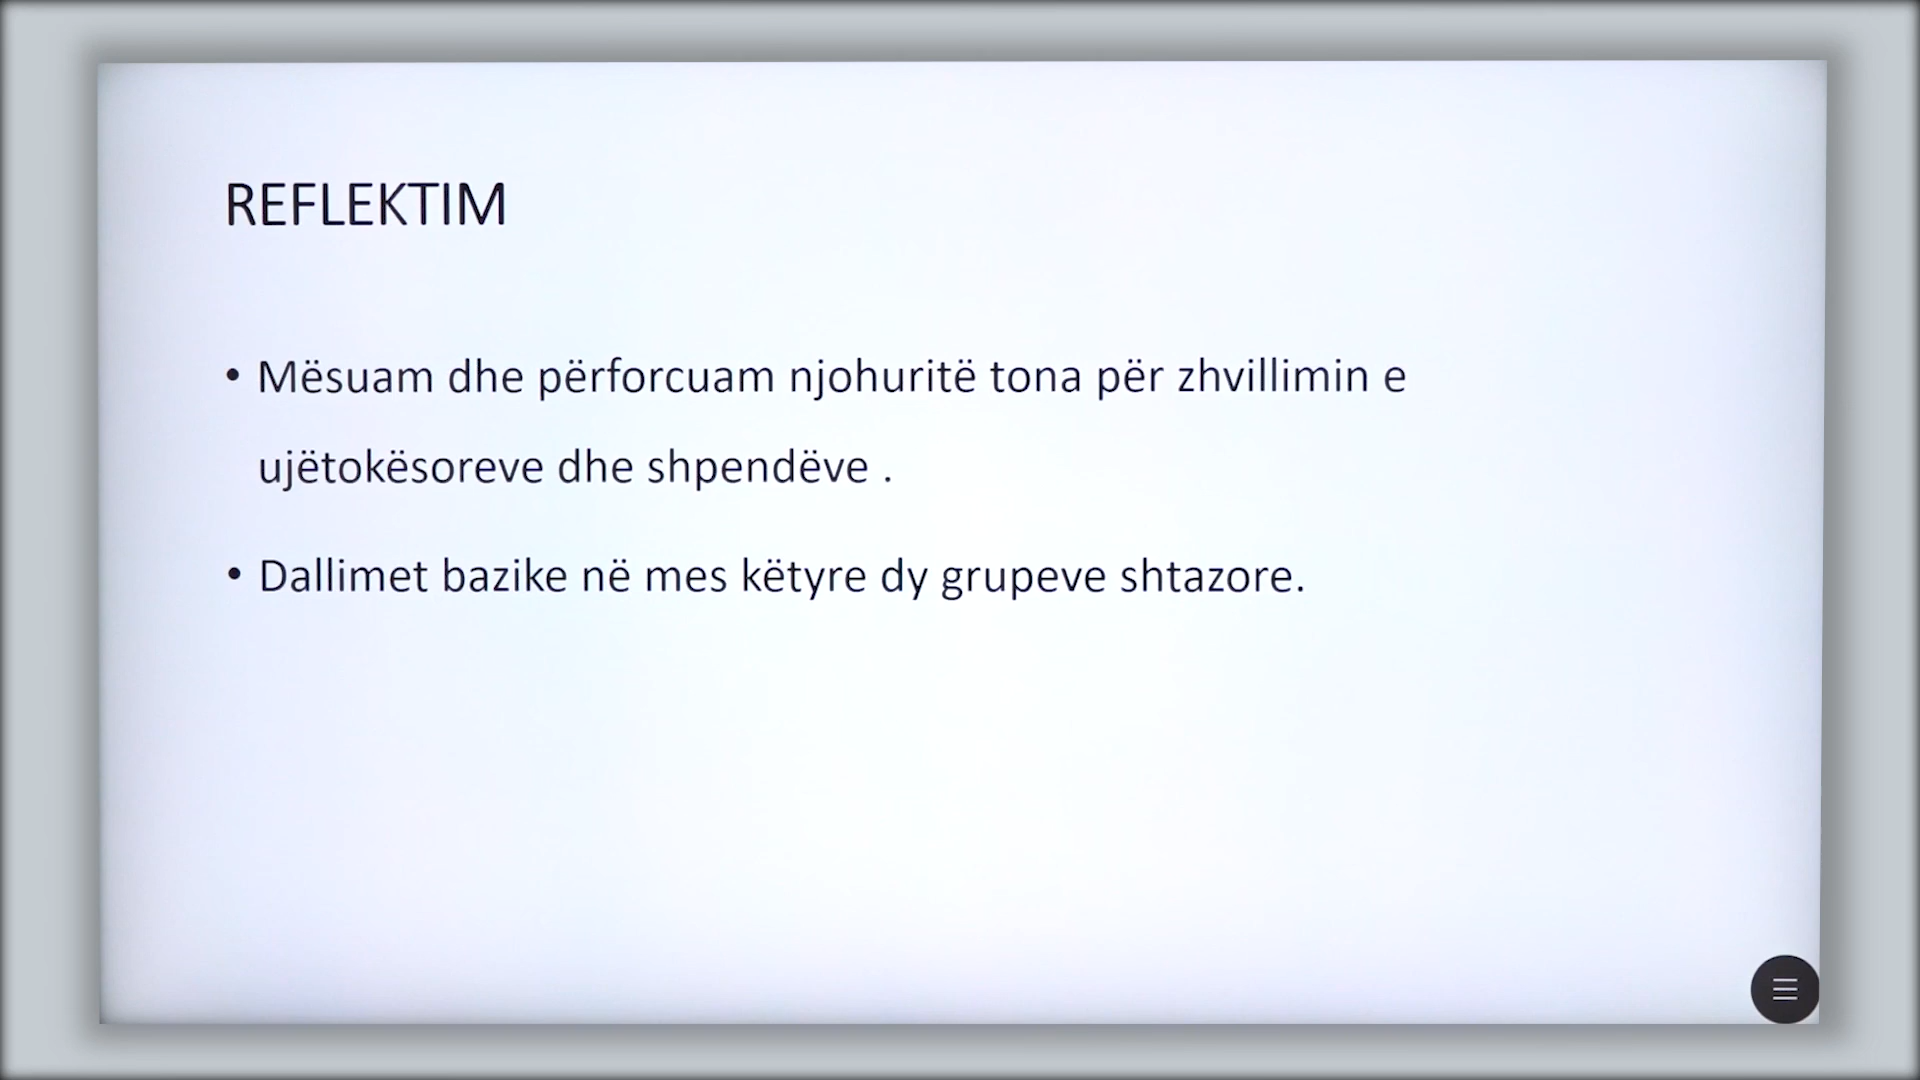 REFLEKTIM
• Mësuam dhe përforcuam njohuritë tona për zhvillimin e
ujëtokësoreve dhe shpendëve .
• Dallimet bazike në mes këtyre dy grupeve shtazore.